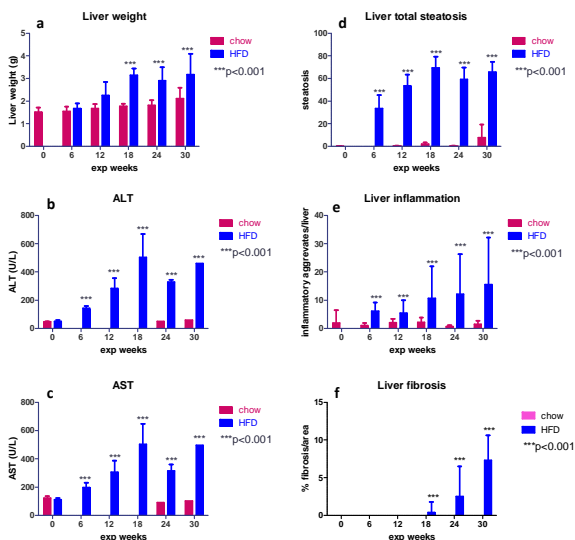 a Liver weight
chow
HFD
***p<0.001
Liver weight (g)
5
4
3
2
1
0
*** *** ***
0 6 12 18 24 30
exp weeks
d Liver total steatosis
chow
HFD
***p<0.001
steatosis
100
80
60
40
20
0
*** *** *** *** ***
0 6 12 18 24 30
exp weeks
b ALT
chow
HFD
***p<0.001
ALT (U/L)
800
600
400
200
0
*** *** *** *** ***
0 6 12 18 24 30
exp weeks
e Liver inflammation
chow
HFD
***p<0.001
inflammatory aggrevates/liver
40
30
20
10
0
*** *** *** *** ***
0 6 12 18 24 30
exp weeks
c AST
chow
HFD
***p<0.001
AST (U/L)
800
600
400
200
0
*** *** *** *** ***
0 6 12 18 24 30
exp weeks
f Liver fibrosis
chow
HFD
***p<0.001
% fibrosis/area
15
10
5
0
*** *** ***
0 6 12 18 24 30
exp weeks